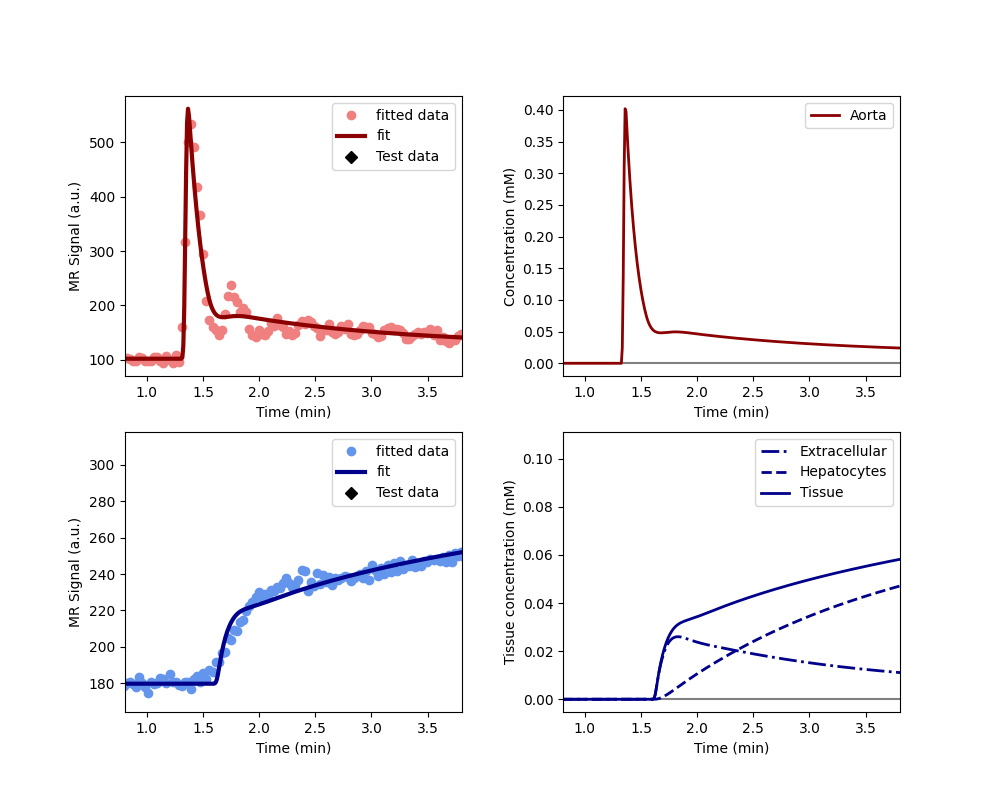 MR Signal (a.u.)
500
400
300
200
100
1.0 1.5 2.0 2.5 3.0 3.5
Time (min)
fitted data
fit
Test data
Concentration (mM)
0.40
0.35
0.30
0.25
0.20
0.15
0.10
0.05
0.00
1.0 1.5 2.0 2.5 3.0 3.5
Time (min)
Aorta
MR Signal (a.u.)
300
280
260
240
220
200
180
1.0 1.5 2.0 2.5 3.0 3.5
Time (min)
fitted data
fit
Test data
Tissue concentration (mM)
0.10
0.08
0.06
0.04
0.02
0.00
1.0 1.5 2.0 2.5 3.0 3.5
Time (min)
Extracellular
Hepatocytes
Tissue